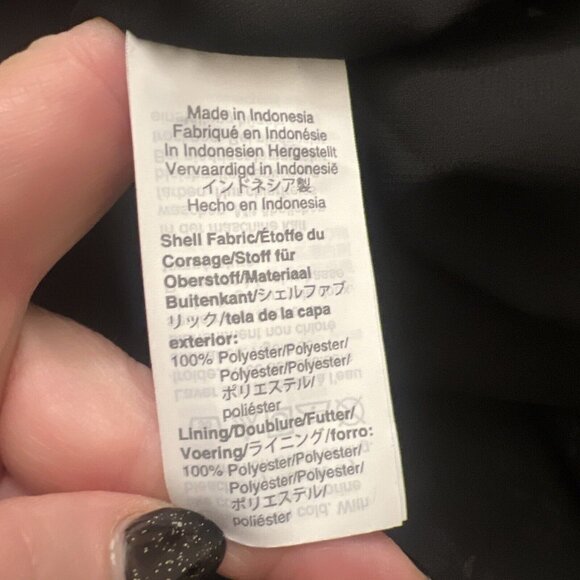 Made in Indonesia
Fabriqué en Indonésie
In Indonesien Hergestellt
Vervaardigd in Indonesië
インドネシア製
Hecho en Indonesia
Shell Fabric/Étoffe du
Corsage/Stoff für
Oberstoff/Materiaal
Buitenkant/シェルファブ
リック/tela de la capa
exterior:
100% Polyester/Polyester/
Polyester/Polyester/
ポリエステル/
poliéster
Lining/Doublure/Futter/
Voering/ライニング/forro:
100% Polyester/Polyester/
Polyester/Polyester/
ポリエステル/
poliéster